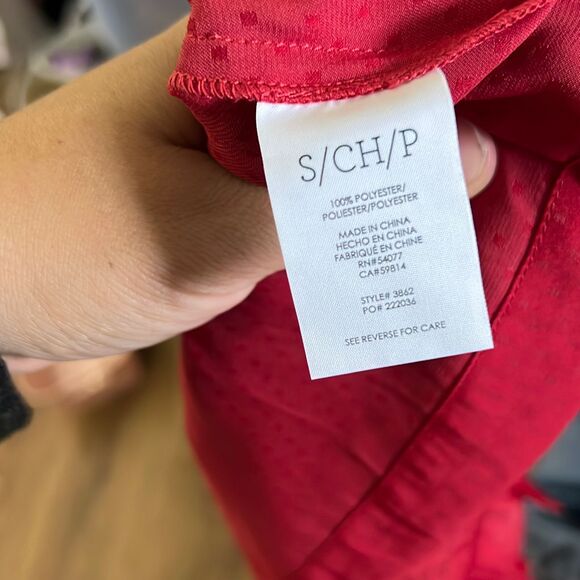 S/CH/P
100% POLYESTER/
POLIESTER/POLYESTER
MADE IN CHINA
HECHO EN CHINA
FABRIQUÉ EN CHINE
RN#54077
CA#59814
STYLE# 3862
PO# 222036
SEE REVERSE FOR CARE